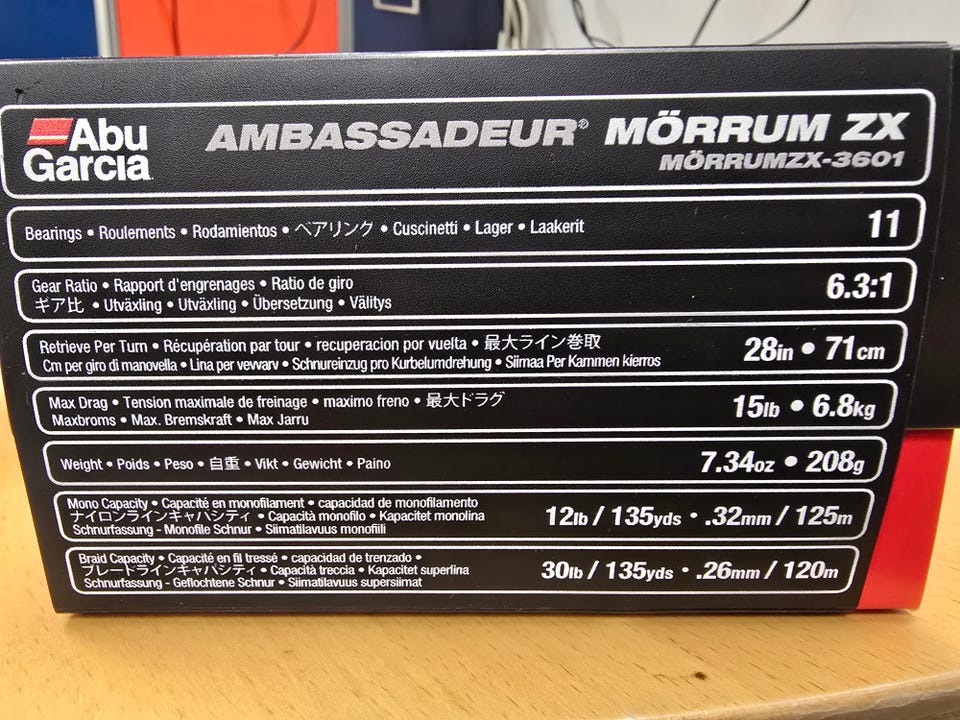 Abu
Garcia
AMBASSADEUR® MÖRRUM ZX
MÖRRUMZX-3601
Bearings • Roulements • Rodamientos • ベアリング • Cuscinetti • Lager • Laakerit
11
Gear Ratio • Rapport d'engrenages • Ratio de giro
ギア比 • Utväxling • Utväxling • Übersetzung • Välitys
6.3:1
Retrieve Per Turn • Récupération par tour • recuperacion por vuelta • 最大ライン巻取
Cm per giro di manovella • Lina per vevvarv • Schnureinzug pro Kurbelumdrehung • Siimaa Per Kammen kierros
28in • 71cm
Max Drag • Tension maximale de freinage • maximo freno • 最大ドラグ
Maxbroms • Max. Bremskraft • Max Jarru
15lb • 6.8kg
Weight • Poids • Peso • 自重 • Vikt • Gewicht • Paino
7.34oz • 208g
Mono Capacity • Capacité en monofilament • capacidad de monofilamento
ナイロンラインキャパシティ • Capacità monofilo • Kapacitet monolina
Schnurfassung - Monofile Schnur • Siimatilavuus monofiili
12lb / 135yds • .32mm / 125m
Braid Capacity • Capacité en fil tressé • capacidad de trenzado •
ブレードラインキャパシティ • Capacità treccia • Kapasitet superlina
Schnurfassung - Geflochtene Schnur • Siimatilavuus supersiimat
30lb / 135yds • .26mm / 120m